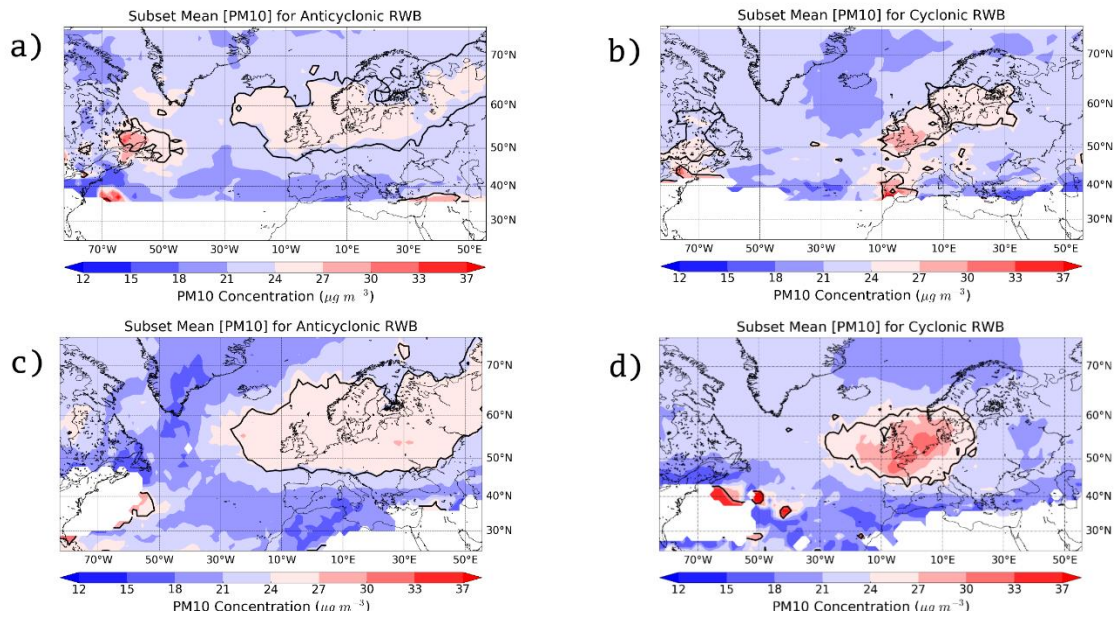 Subset Mean [PM10] for Anticyclonic RWB
a)
70°N
60°N
50°N
40°N
30°N
70°W 50°W 30°W 10°W 10°E 30°E 50°E
12 15 18 21 24 27 30 33 37
PM10 Concentration (μg m⁻³)
Subset Mean [PM10] for Cyclonic RWB
b)
70°N
60°N
50°N
40°N
30°N
70°W 50°W 30°W 10°W 10°E 30°E 50°E
12 15 18 21 24 27 30 33 37
PM10 Concentration (μg m⁻³)
Subset Mean [PM10] for Anticyclonic RWB
c)
70°N
60°N
50°N
40°N
30°N
70°W 50°W 30°W 10°W 10°E 30°E 50°E
12 15 18 21 24 27 30 33 37
PM10 Concentration (μg m⁻³)
Subset Mean [PM10] for Cyclonic RWB
d)
70°N
60°N
50°N
40°N
30°N
70°W 50°W 30°W 10°W 10°E 30°E 50°E
12 15 18 21 24 27 30 33 37
PM10 Concentration (μg m⁻³)